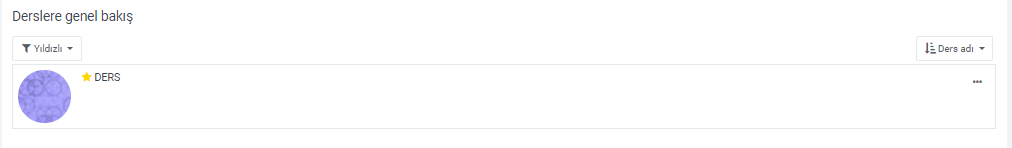 Derslere genel bakış
Yıldızlı
Ders adı
DERS